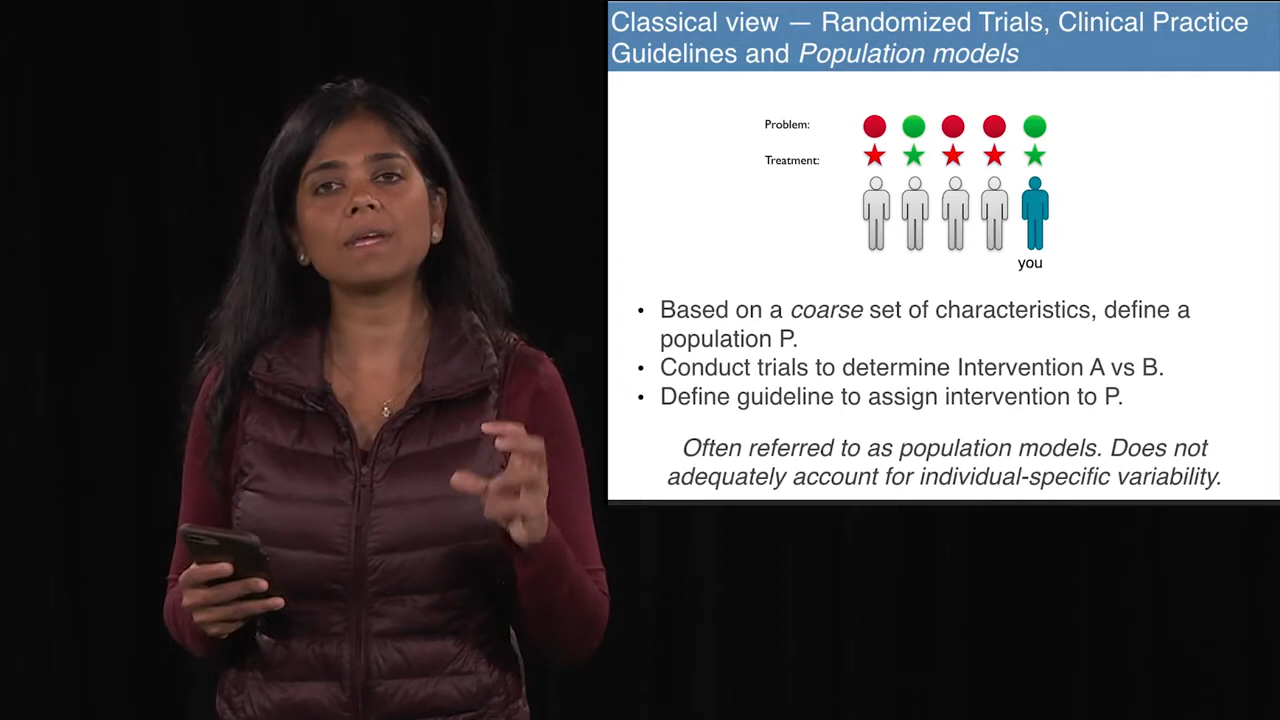 Classical view — Randomized Trials, Clinical Practice
Guidelines and Population models
Problem:
Treatment:
you
• Based on a coarse set of characteristics, define a
population P.
• Conduct trials to determine Intervention A vs B.
• Define guideline to assign intervention to P.
Often referred to as population models. Does not
adequately account for individual-specific variability.